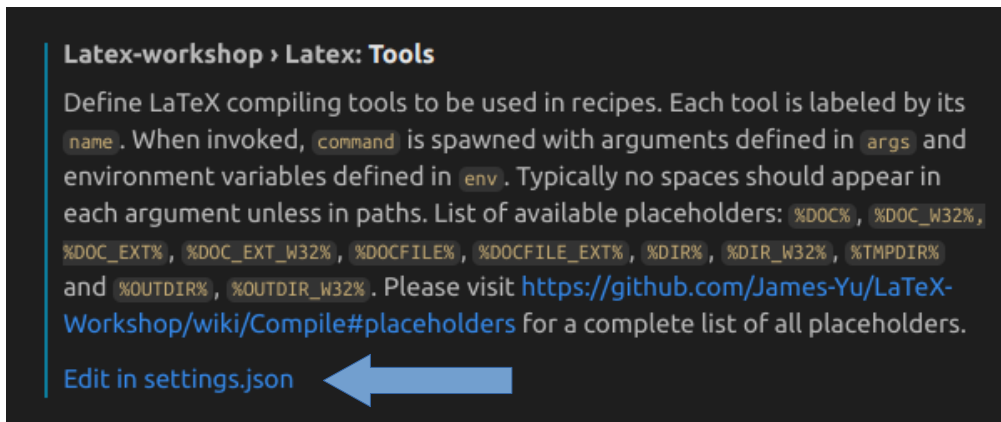 Latex-workshop › Latex: Tools
Define LaTeX compiling tools to be used in recipes. Each tool is labeled by its
name. When invoked, command is spawned with arguments defined in args and
environment variables defined in env. Typically no spaces should appear in
each argument unless in paths. List of available placeholders: %DOC%, %DOC_W32%,
%DOC_EXT%, %DOC_EXT_W32%, %DOCFILE%, %DOCFILE_EXT%, %DIR%, %DIR_W32%, %TMPDIR%
and %OUTDIR%, %OUTDIR_W32%. Please visit https://github.com/James-Yu/LaTeX-
Workshop/wiki/Compile#placeholders for a complete list of all placeholders.
Edit in settings.json